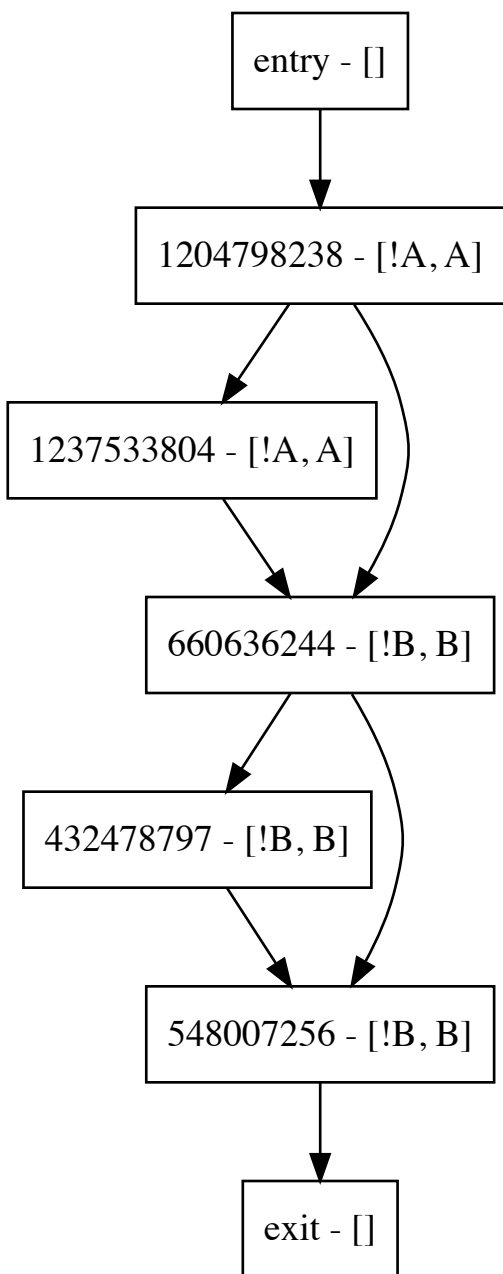 entry - []
1204798238 - [!A, A]
1237533804 - [!A, A]
660636244 - [!B, B]
432478797 - [!B, B]
548007256 - [!B, B]
exit - []